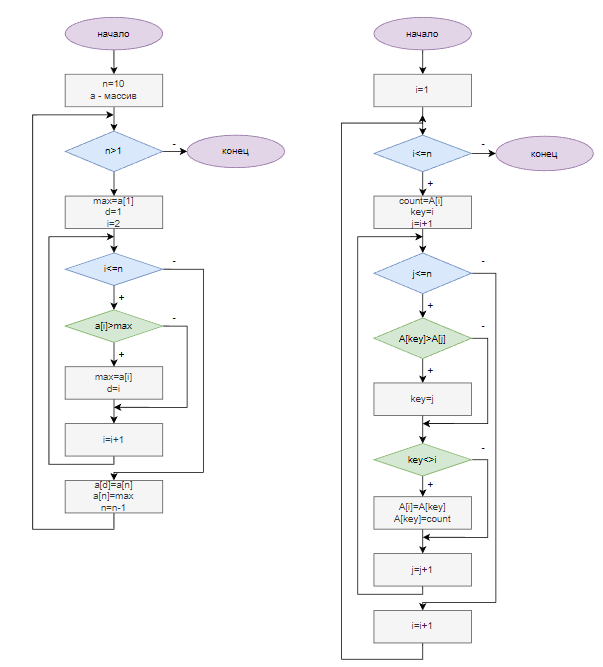 начало
n=10
a - массив
n>1
-
конец
max=a[1]
d=1
i=2
i<=n
-
+
a[i]>max
-
+
max=a[i]
d=i
i=i+1
a[d]=a[n]
a[n]=max
n=n-1
начало
i=1
i<=n
-
конец
+
count=A[i]
key=i
j=i+1
j<=n
-
+
A[key]>A[j]
-
+
key=j
key<>i
-
+
A[i]=A[key]
A[key]=count
j=j+1
i=i+1